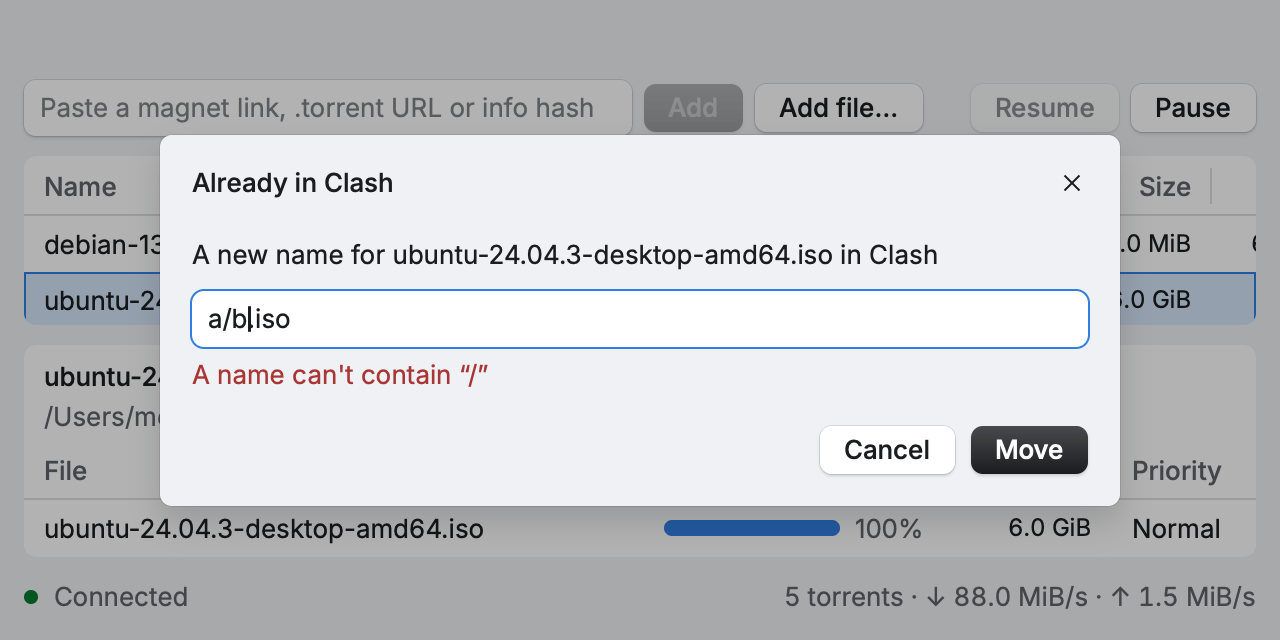 Paste a magnet link, .torrent URL or info hash
Add
Add file...
Resume
Pause
Already in Clash
Name
Size
A new name for ubuntu-24.04.3-desktop-amd64.iso in Clash
debian-13
.0 MiB
ubuntu-24
.0 GiB
a/b.iso
A name can't contain “/”
ubuntu-24
/Users/me
Cancel
Move
File
Priority
ubuntu-24.04.3-desktop-amd64.iso
100%
6.0 GiB
Normal
Connected
5 torrents · ↓ 88.0 MiB/s · ↑ 1.5 MiB/s